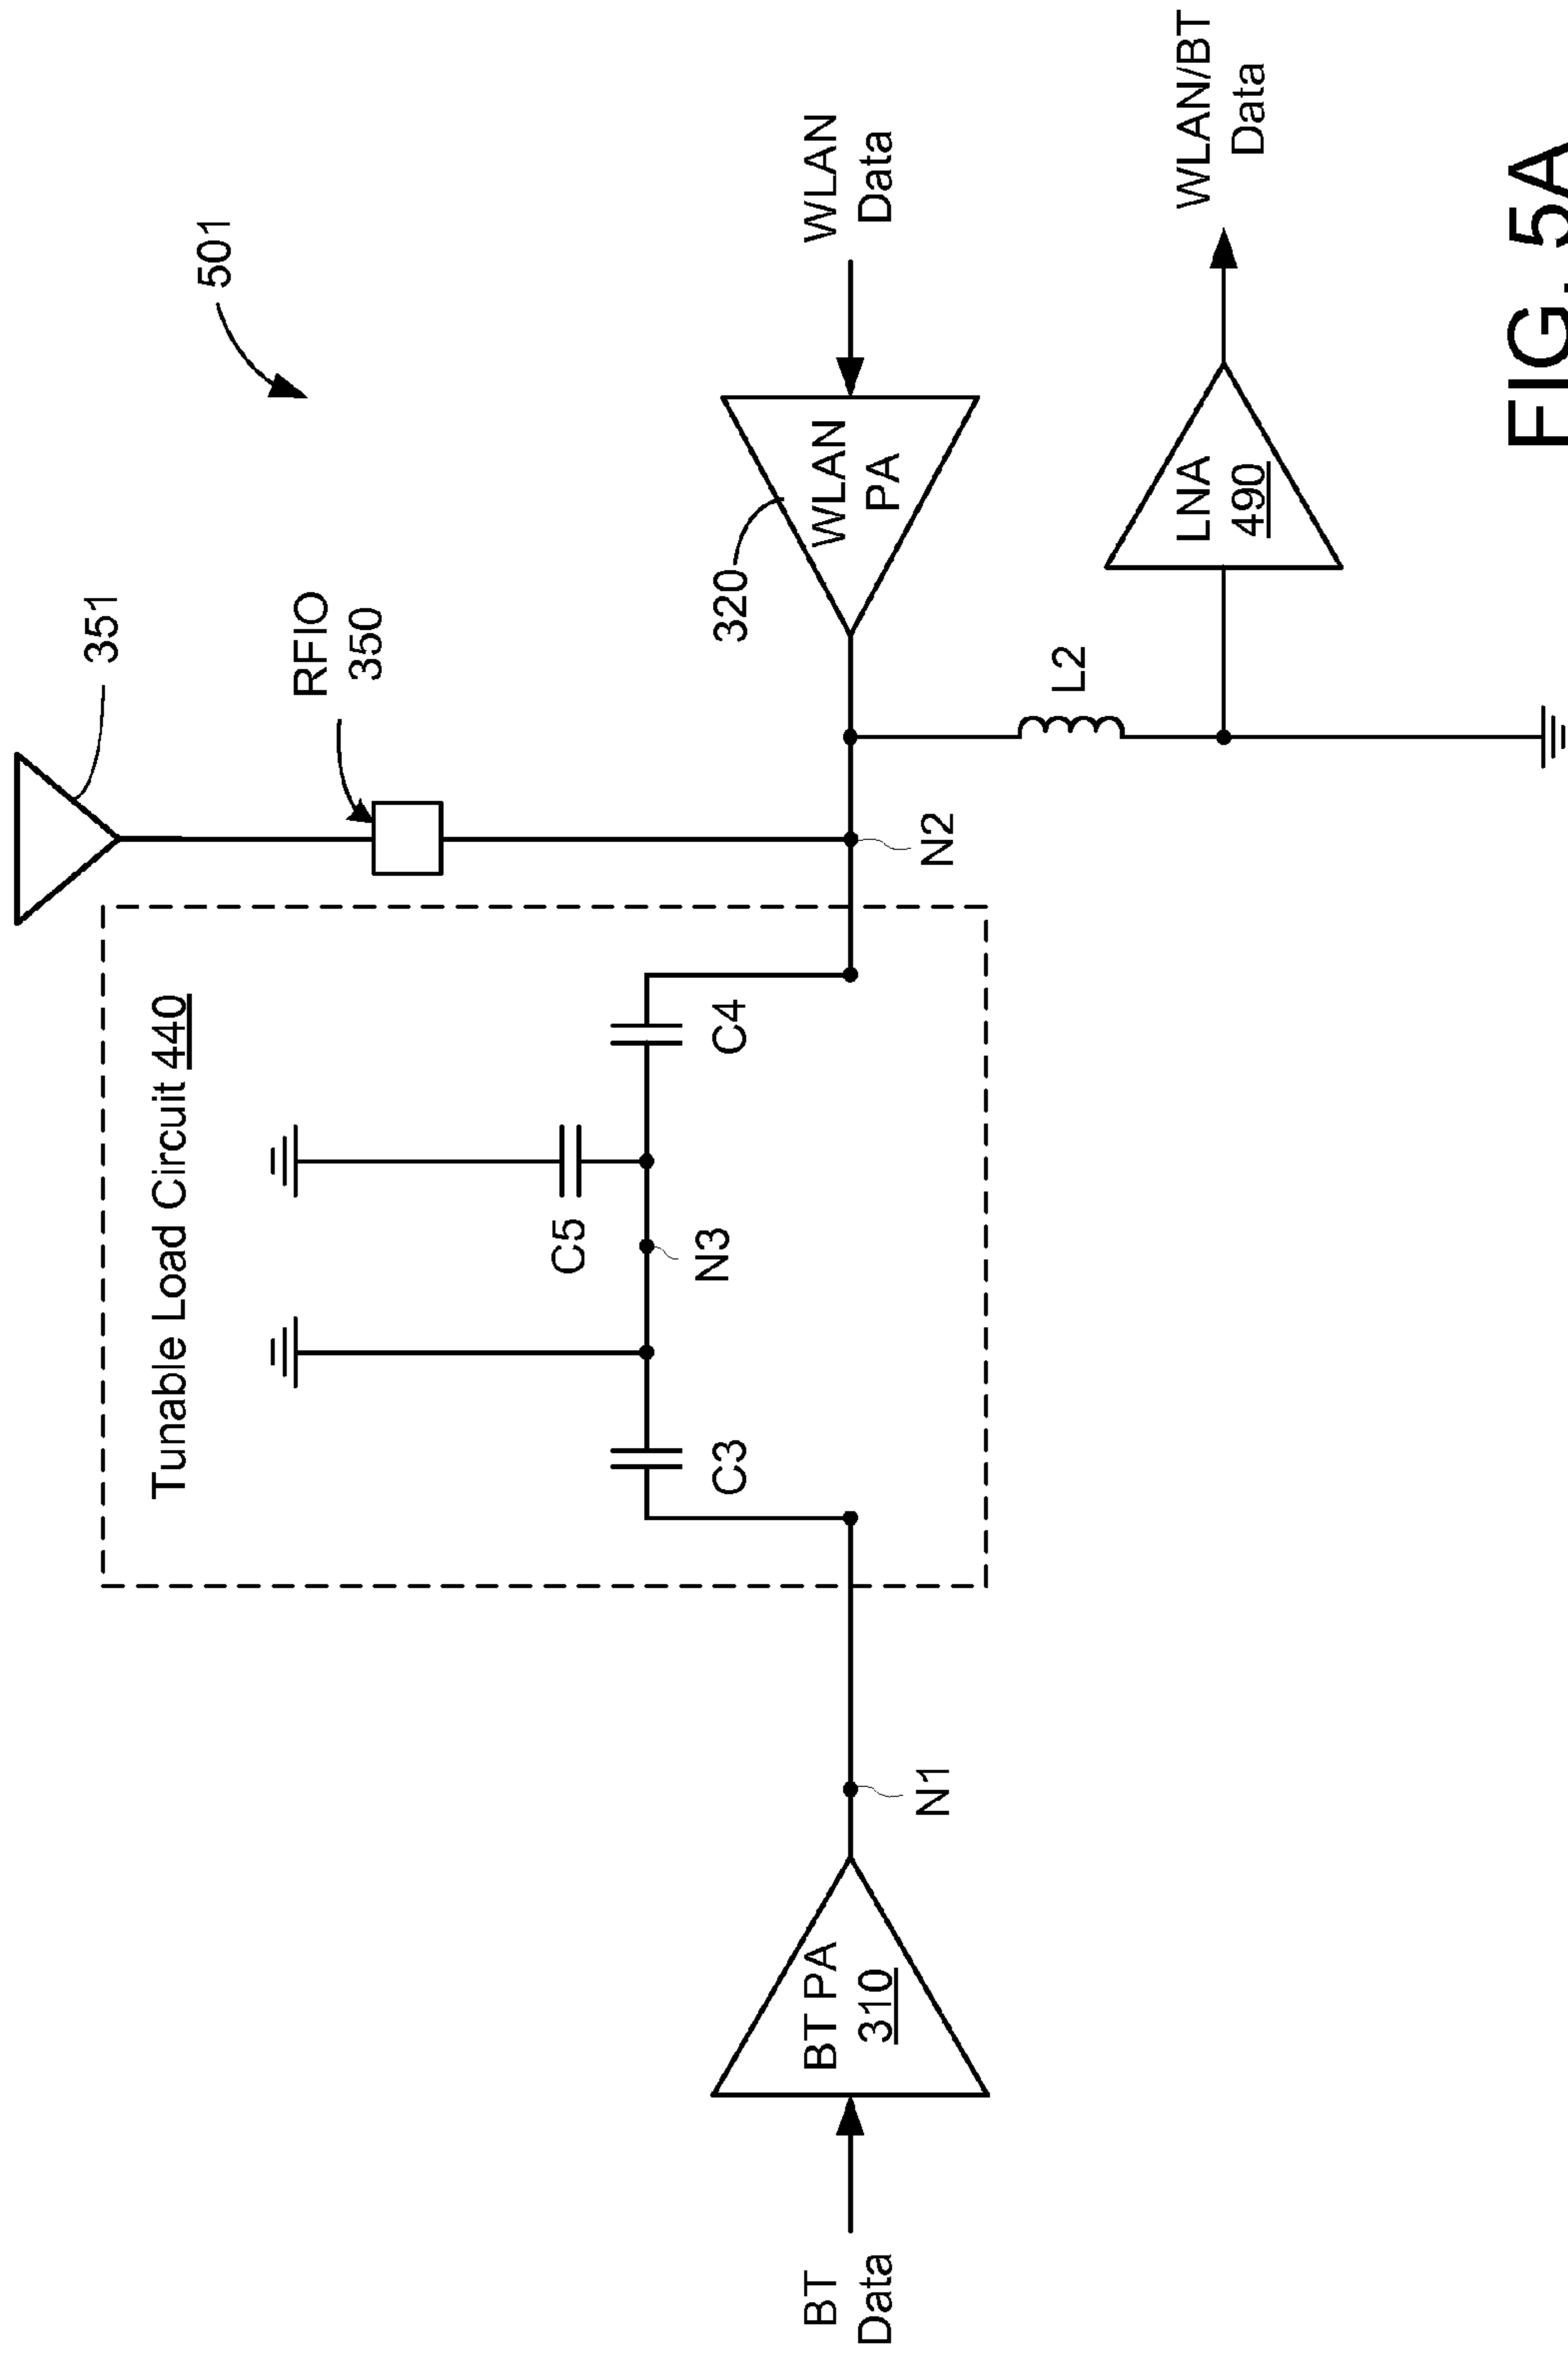 501
351
RFIO
350
Tunable Load Circuit 440
C5
N3
C3
C4
320
WLAN
PA
WLAN
Data
BT
Data
BT PA
310
N1
N2
L2
LNA
490
WLAN/BT
Data
FIG. 5A